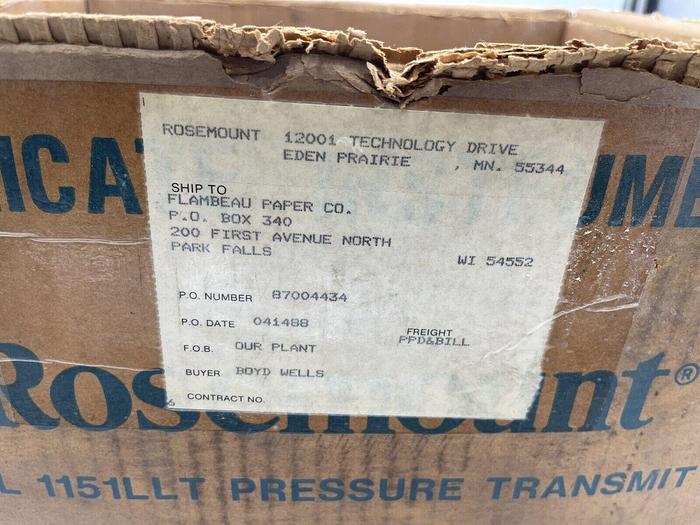 ROSEMOUNT 12001 TECHNOLOGY DRIVE
EDEN PRAIRIE , MN. 55344
SHIP TO
FLAMBEAU PAPER CO.
P.O. BOX 340
200 FIRST AVENUE NORTH
PARK FALLS WI 54552
P.O. NUMBER 87004434
P.O. DATE 041488
FREIGHT
F.O.B. OUR PLANT PPD&BILL
BUYER BOYD WELLS
CONTRACT NO.
Rosemount®
L 1151LLT PRESSURE TRANSMIT